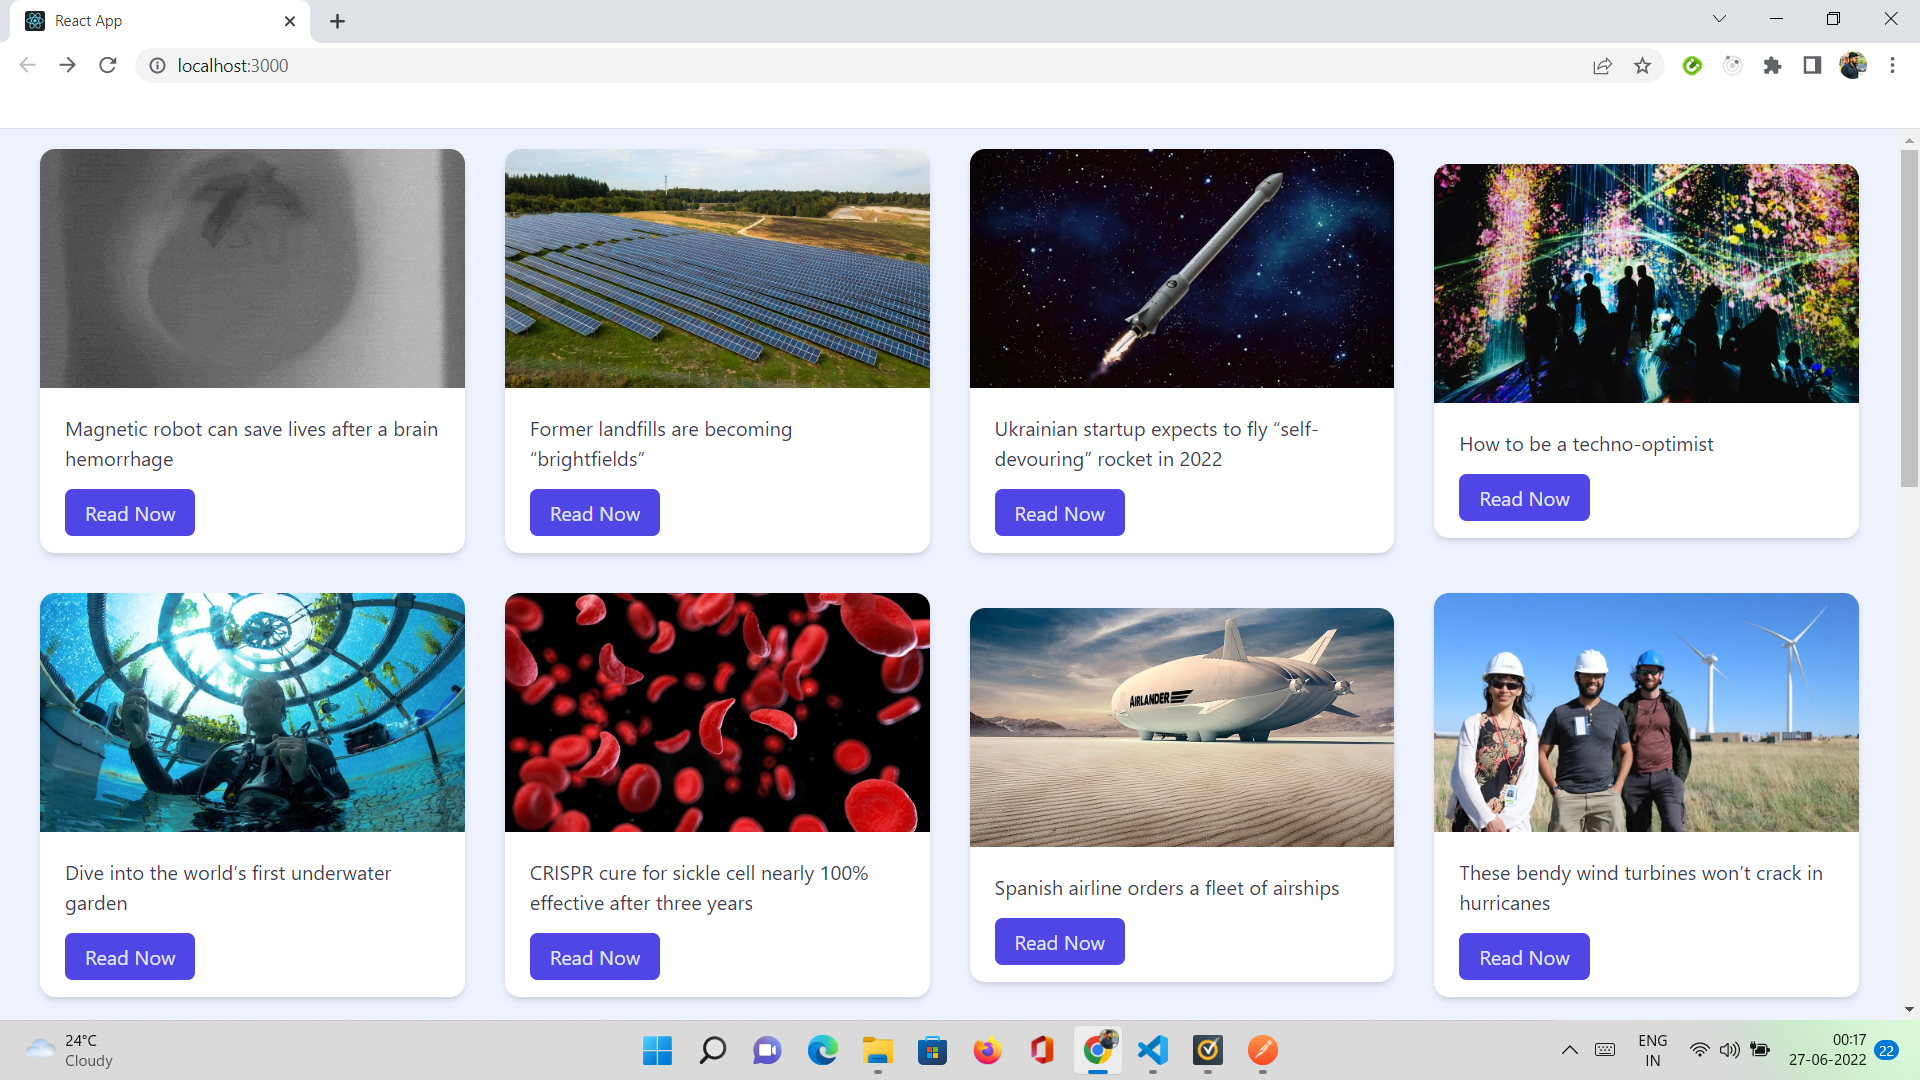 React App
localhost:3000
Magnetic robot can save lives after a brain
hemorrhage
Read Now
Former landfills are becoming
“brightfields”
Read Now
Ukrainian startup expects to fly “self-
devouring” rocket in 2022
Read Now
How to be a techno-optimist
Read Now
Dive into the world’s first underwater
garden
Read Now
CRISPR cure for sickle cell nearly 100%
effective after three years
Read Now
AIRLANDER
Spanish airline orders a fleet of airships
Read Now
These bendy wind turbines won’t crack in
hurricanes
Read Now
24°C
Cloudy
ENG
IN
00:17
27-06-2022
22